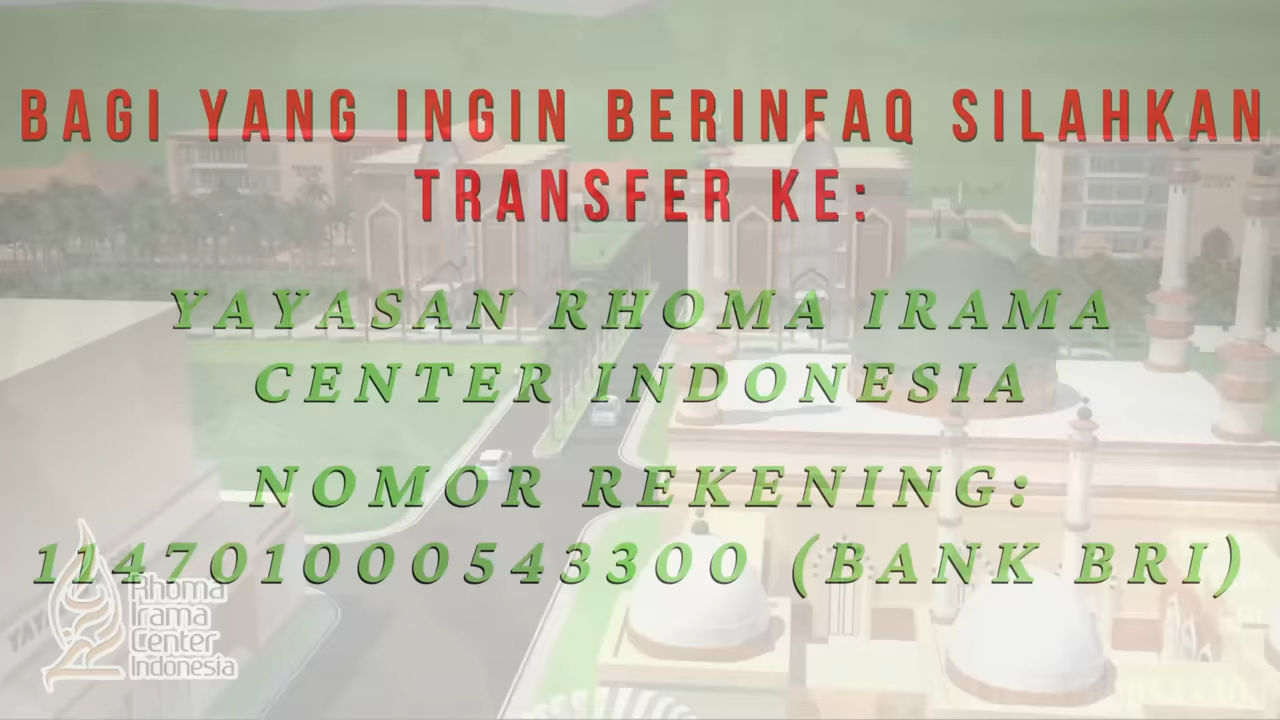 BAGI YANG INGIN BERINFAQ SILAHKAN
TRANSFER KE:
YAYASAN RHOMA IRAMA
CENTER INDONESIA
NOMOR REKENING:
114701000543300 (BANK BRI)
Rhoma
Irama
Center
Indonesia